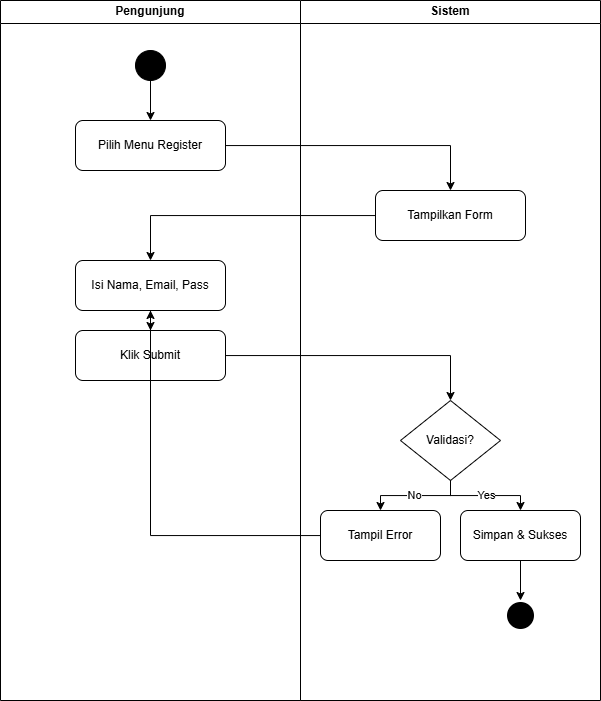 Pengunjung
Sistem
Pilih Menu Register
Tampilkan Form
Isi Nama, Email, Pass
Klik Submit
Validasi?
No
Yes
Tampil Error
Simpan & Sukses